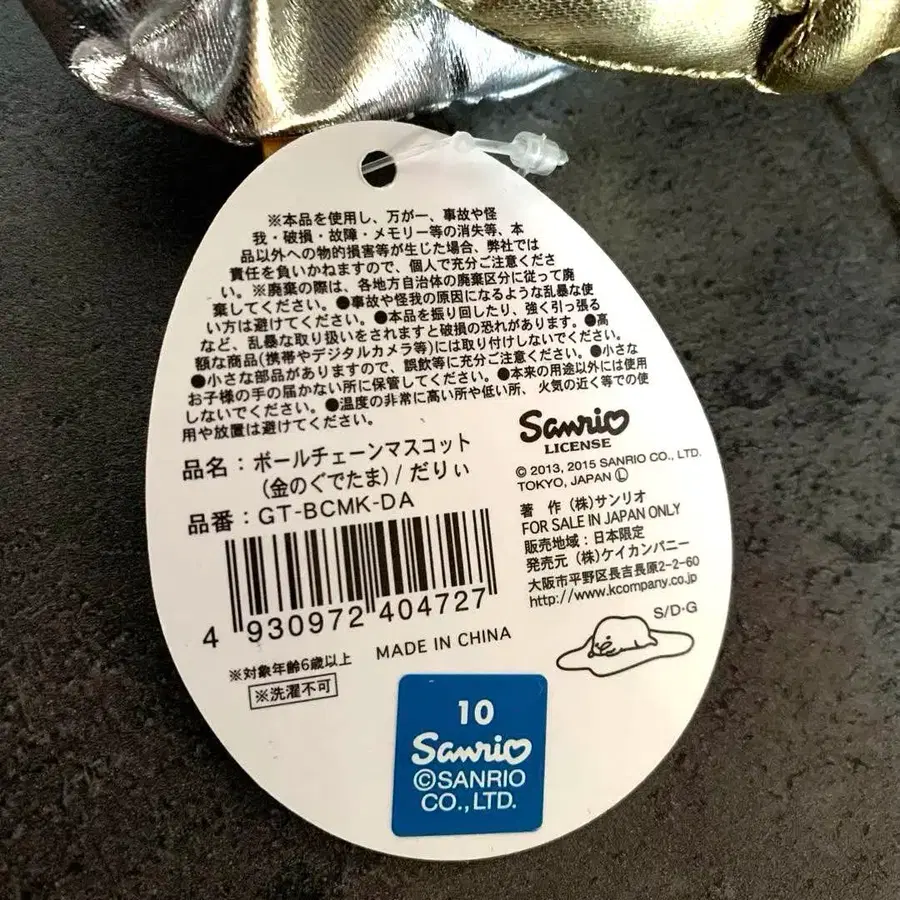 ※本品を使用し、万が一、事故や怪
我・破損・故障・メモリー等の消失等、本
品以外への物的損害等が生じた場合、弊社では
責任を負いかねますので、個人で充分ご注意くださ
い。※廃棄の際は、各地方自治体の廃棄区分に従って廃
棄してください。●事故や怪我の原因になるような乱暴な使
い方は避けてください。●本品を振り回したり、強く引っ張る
など、乱暴な取り扱いをされますと破損の恐れがあります。●高
額な商品(携帯やデジタルカメラ等)には取り付けしないでください。
●小さな部品がありますので、誤飲等に充分ご注意ください。●小さな
お子様の手の届かない所に保管してください。●本来の用途以外には使用
しないでください。●温度の非常に高い所や低い所、火気の近く等での使
用や放置は避けてください。
品名：ボールチェーンマスコット
（金のぐでたま）/ だりぃ
品番：GT-BCMK-DA
4 930972 404727
※対象年齢6歳以上
※洗濯不可
MADE IN CHINA
Sanrio
LICENSE
© 2013, 2015 SANRIO CO., LTD.
TOKYO, JAPAN Ⓛ
著　作 (株)サンリオ
FOR SALE IN JAPAN ONLY
販売地域：日本限定
発売元 (株)ケイカンパニー
大阪市平野区長吉長原2-2-60
http://www.kcompany.co.jp
S/D・G
10
Sanrio
©SANRIO
CO.,LTD.